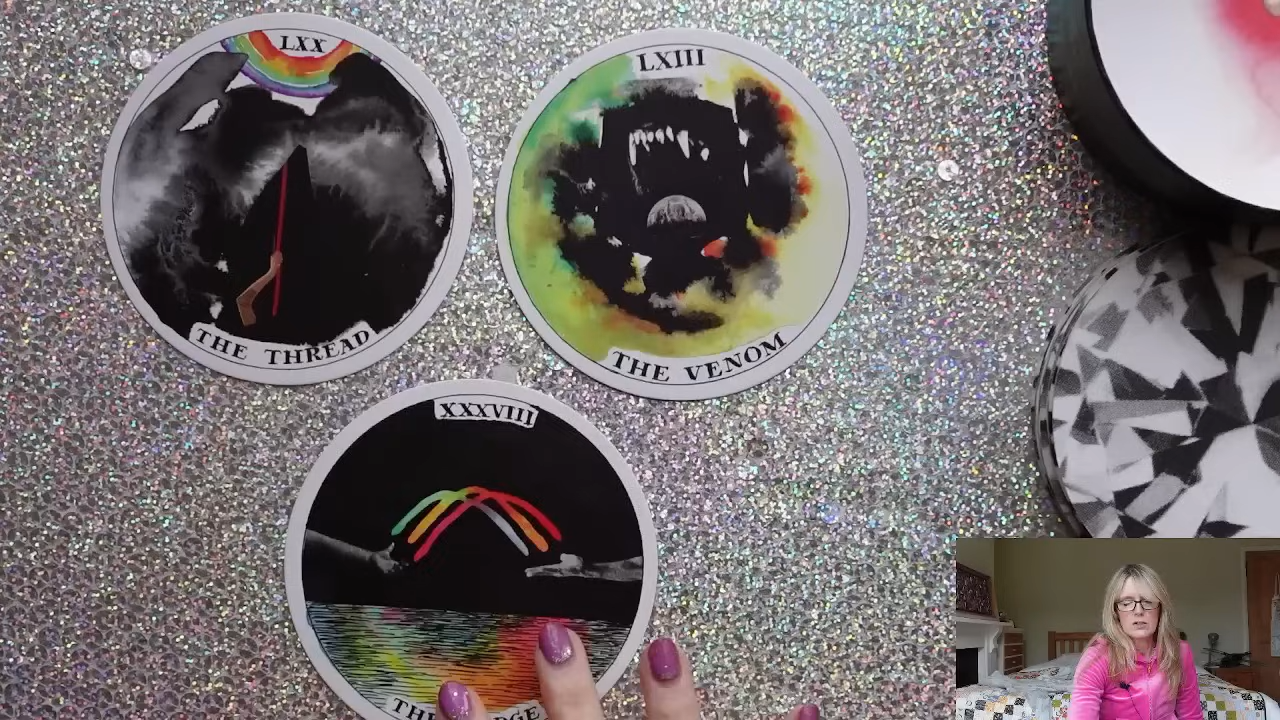 LXX
THE THREAD
LXIII
THE VENOM
XXXVIII